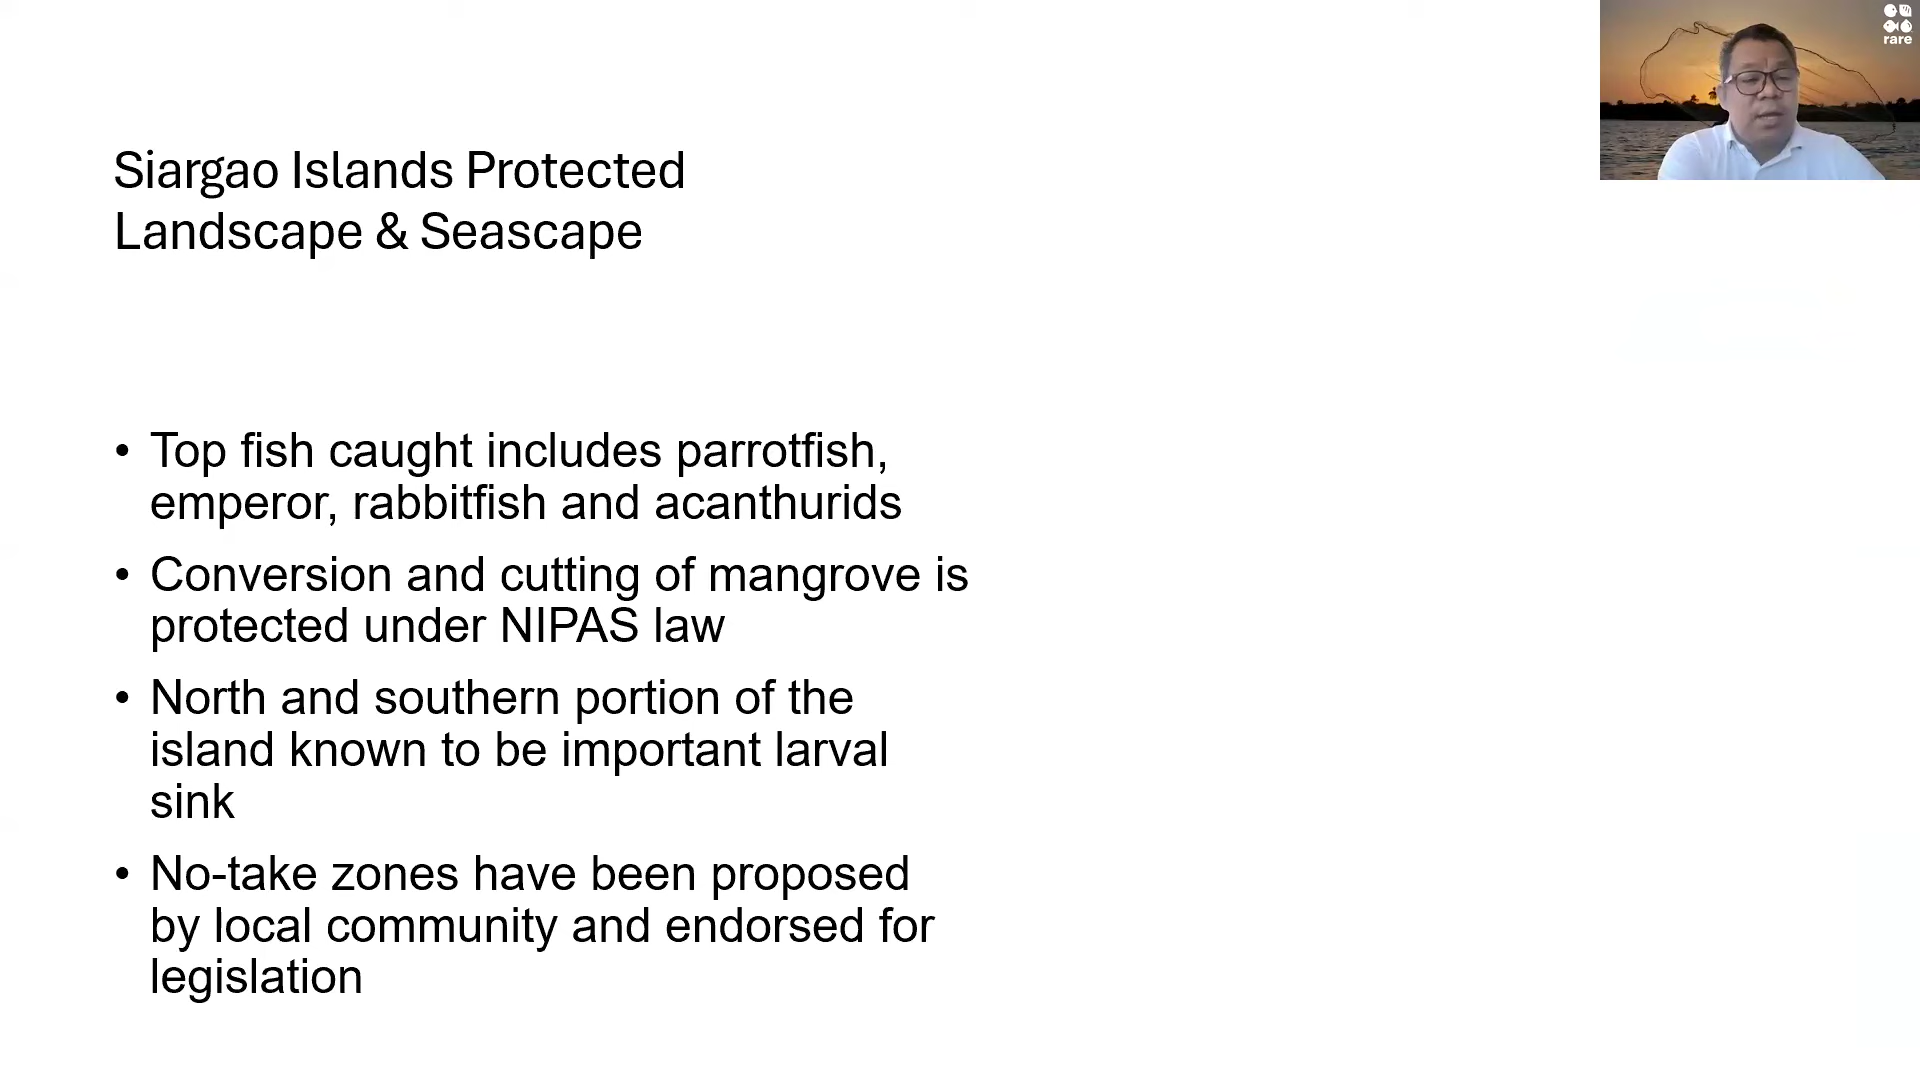 rare
Siargao Islands Protected
Landscape & Seascape
• Top fish caught includes parrotfish,
emperor, rabbitfish and acanthurids
• Conversion and cutting of mangrove is
protected under NIPAS law
• North and southern portion of the
island known to be important larval
sink
• No-take zones have been proposed
by local community and endorsed for
legislation